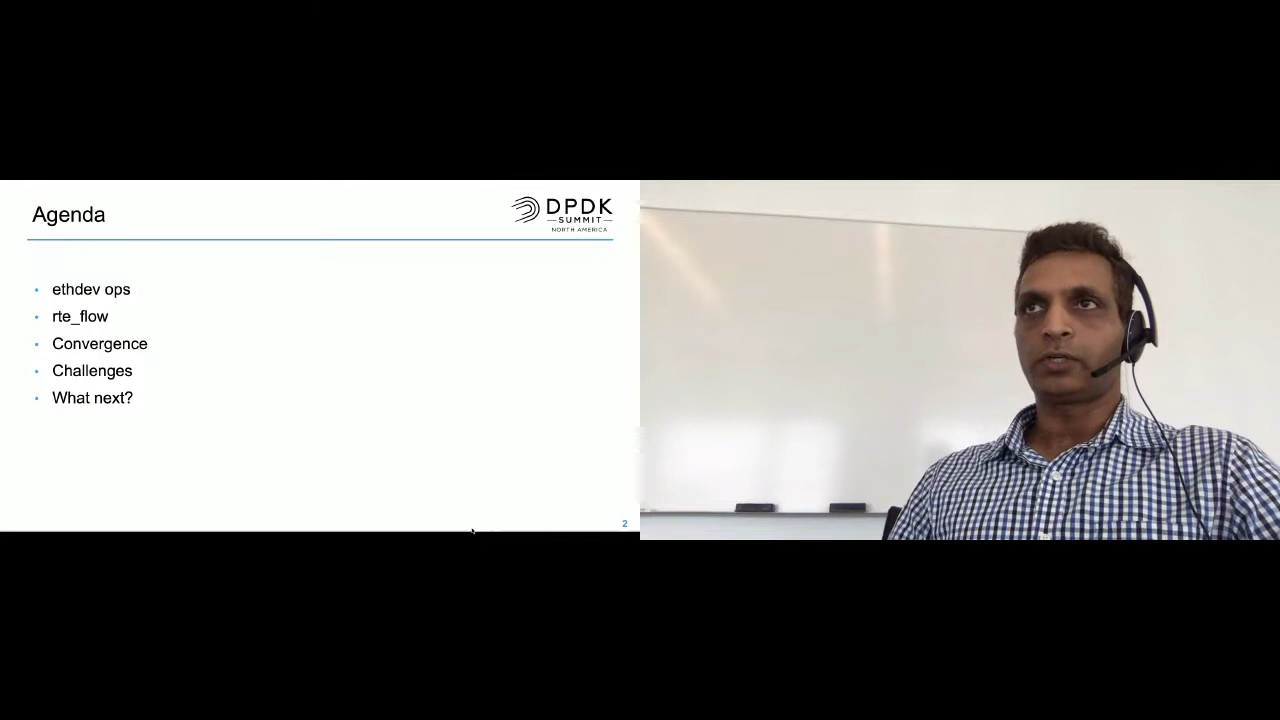 Agenda
DPDK
SUMMIT
NORTH AMERICA
• ethdev ops
• rte_flow
• Convergence
• Challenges
• What next?
2